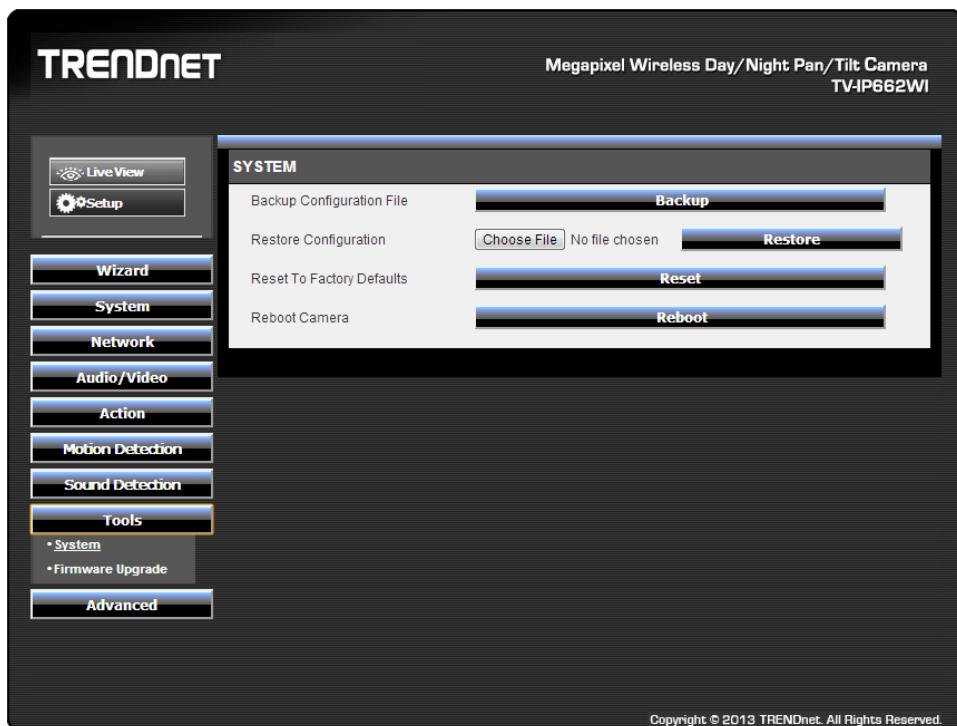 TRENDNET
Megapixel Wireless Day/Night Pan/Tilt Camera
TV-IP662WI
Live View
Setup
Wizard
System
Network
Audio/Video
Action
Motion Detection
Sound Detection
Tools
•System
•Firmware Upgrade
Advanced
SYSTEM
Backup Configuration File Backup
Restore Configuration Choose File No file chosen Restore
Reset To Factory Defaults Reset
Reboot Camera Reboot
Copyright © 2013 TRENDnet. All Rights Reserved.